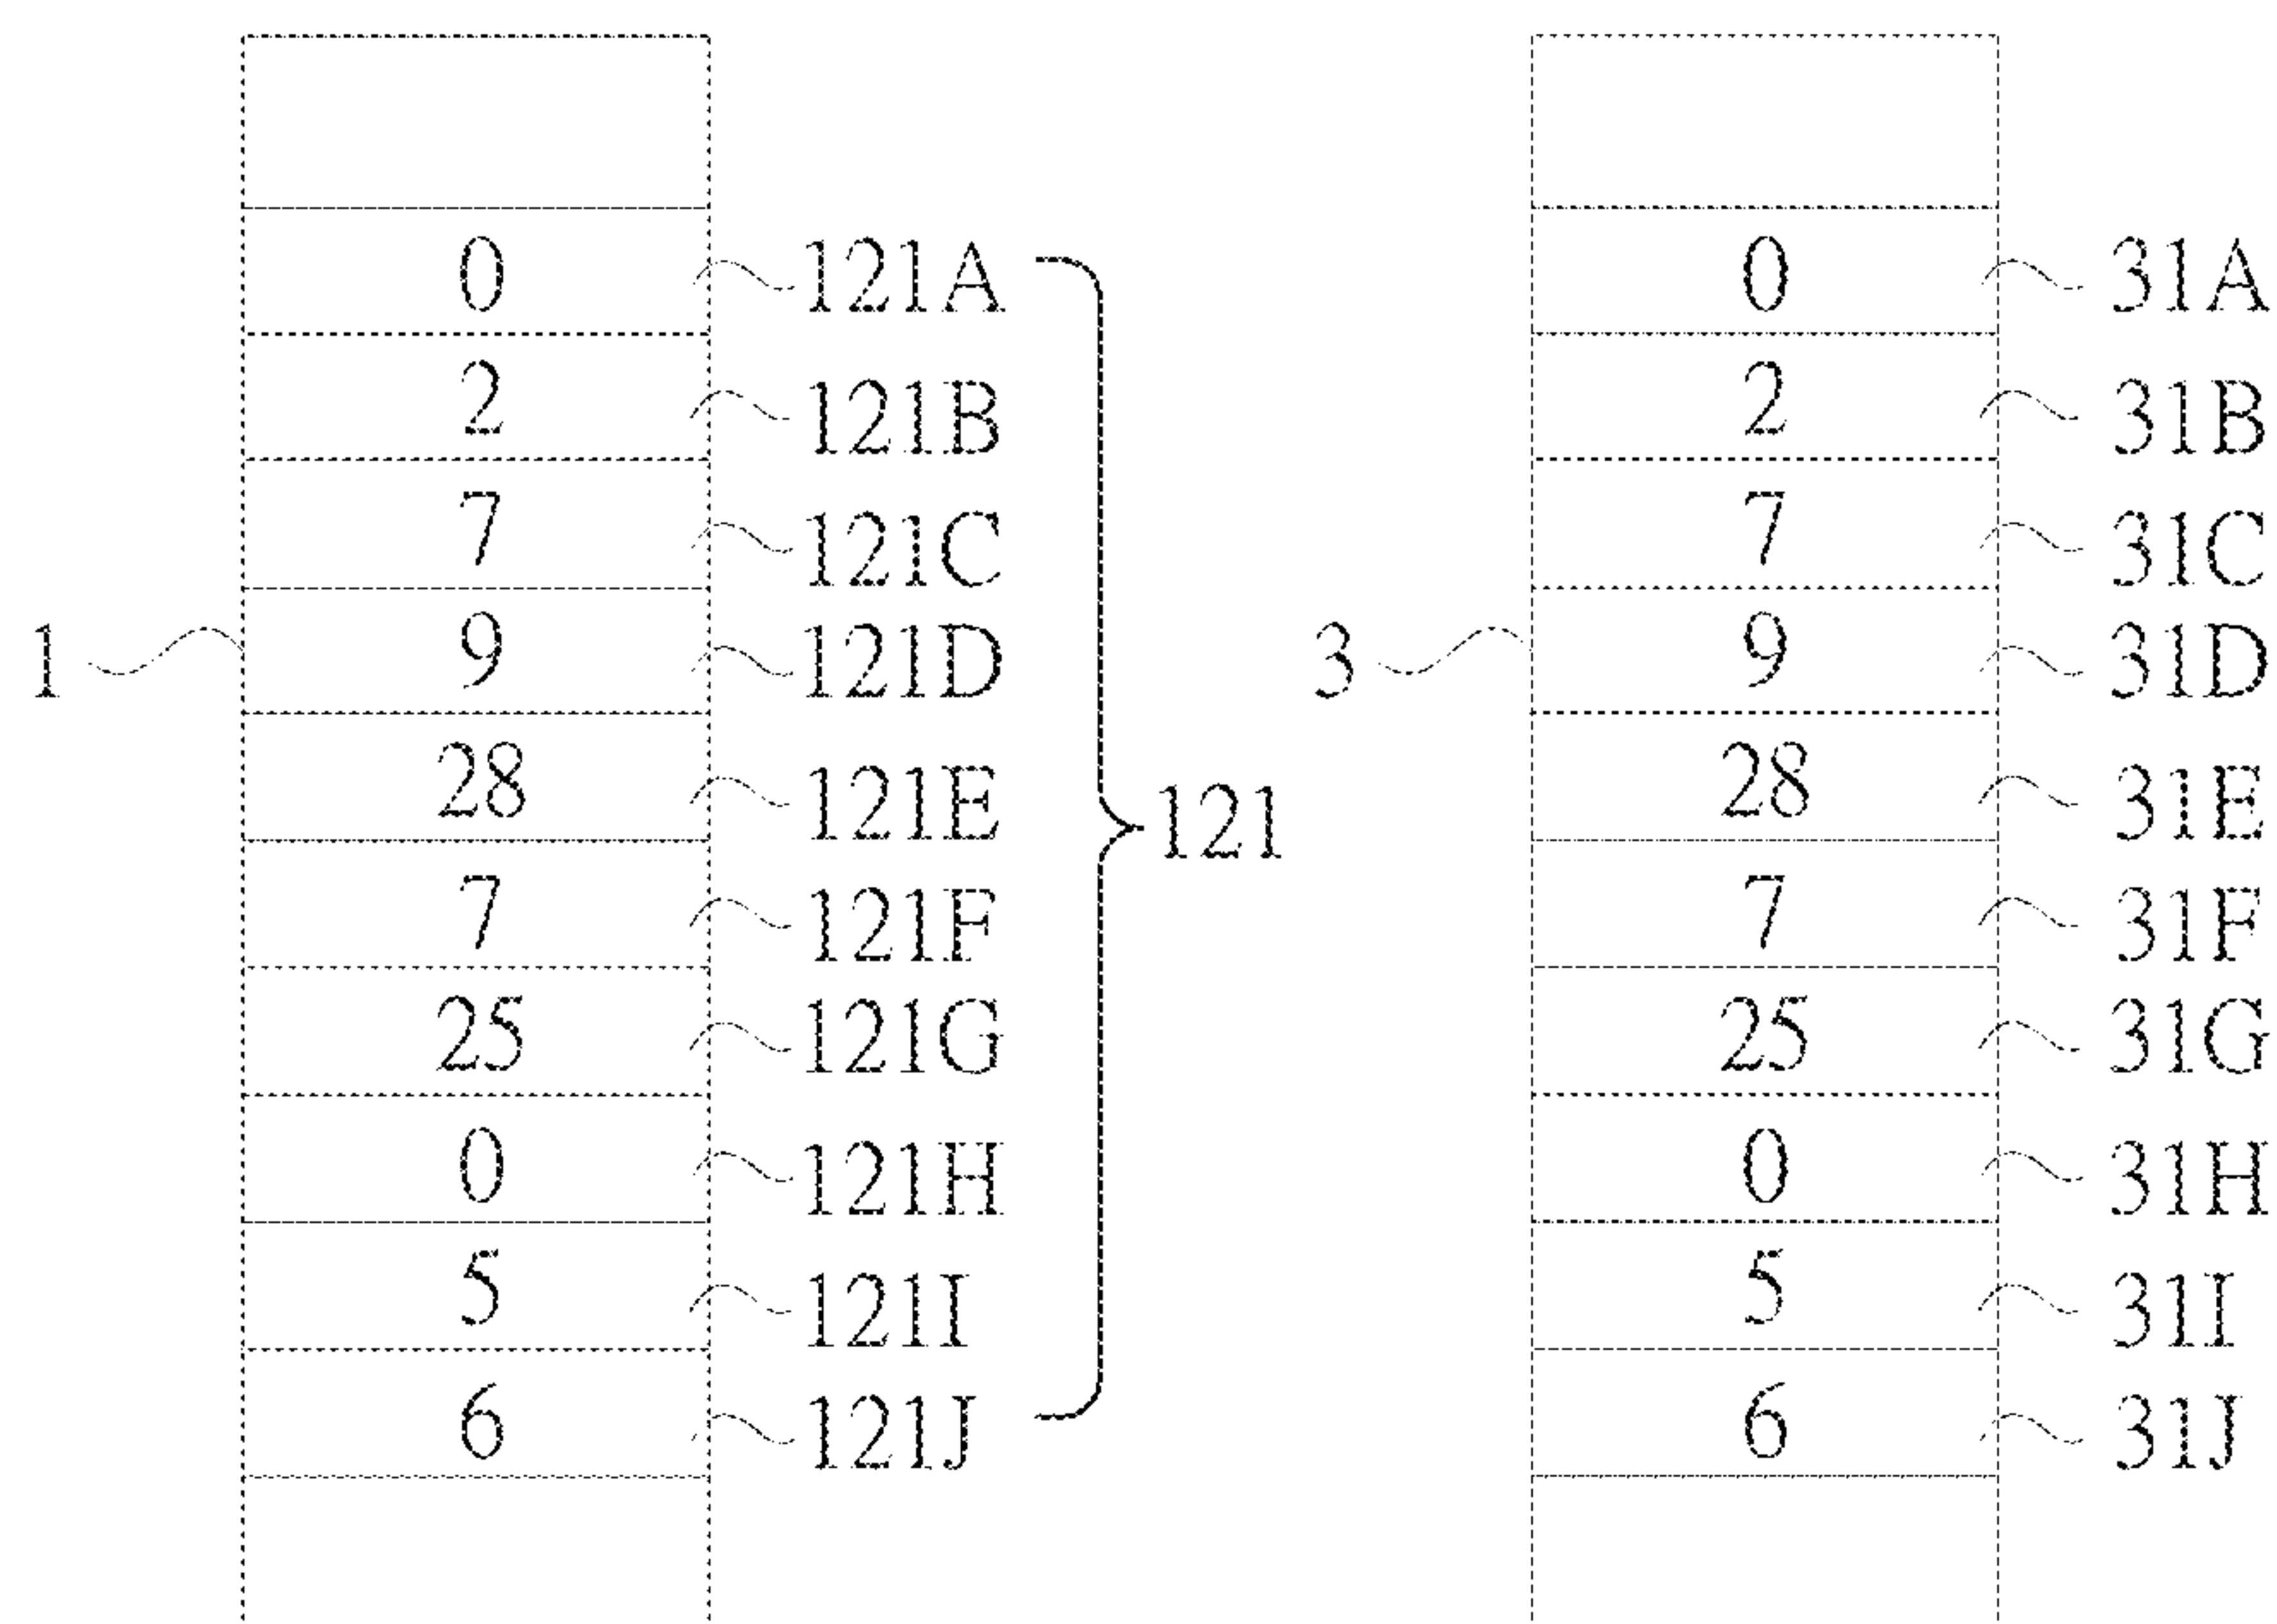 0 121A 0 31A
2 121B 2 31B
7 121C 7 31C
1 9 121D 3 9 31D
28 121E 121 28 31E
7 121F 7 31F
25 121G 25 31G
0 121H 0 31H
5 121I 5 31I
6 121J 6 31J